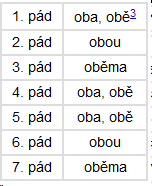 1. pád oba, obě3
2. pád obou
3. pád oběma
4. pád oba, obě
5. pád oba, obě
6. pád obou
7. pád oběma